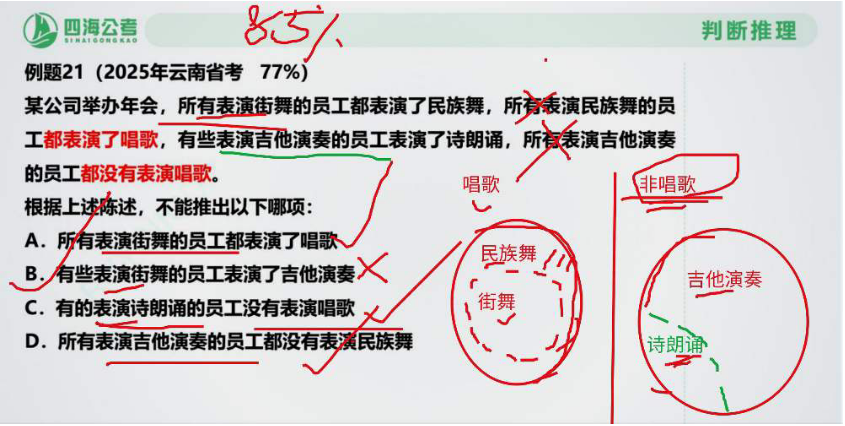 四海公考
SIHAIGONGKAO
85%
判断推理
例题21（2025年云南省考 77%）
某公司举办年会，所有表演街舞的员工都表演了民族舞，所有表演民族舞的员
工都表演了唱歌，有些表演吉他演奏的员工表演了诗朗诵，所有表演吉他演奏
的员工都没有表演唱歌。
根据上述陈述，不能推出以下哪项：
A．所有表演街舞的员工都表演了唱歌
B．有些表演街舞的员工表演了吉他演奏
C．有的表演诗朗诵的员工没有表演唱歌
D．所有表演吉他演奏的员工都没有表演民族舞
唱歌
民族舞
街舞
非唱歌
吉他演奏
诗朗诵